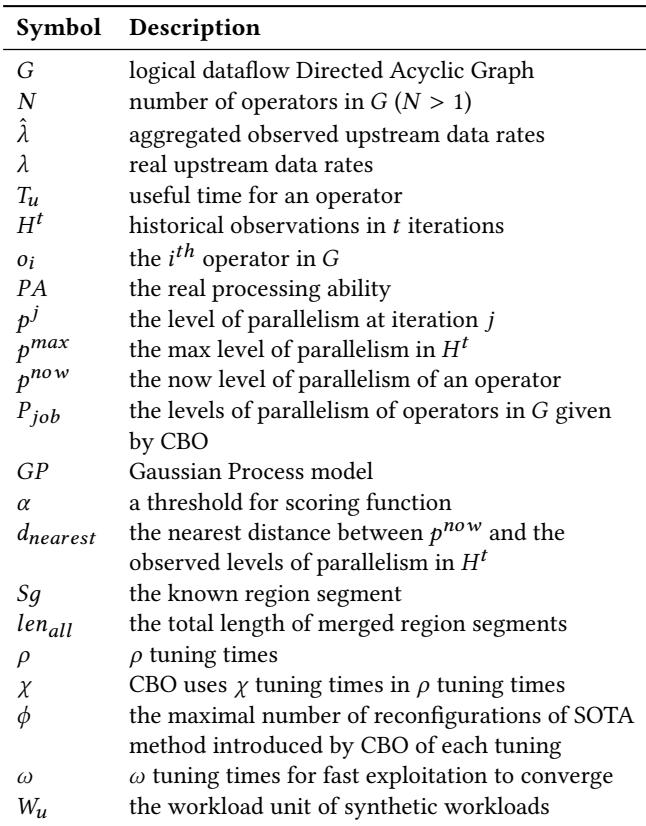 Symbol Description
G logical dataflow Directed Acyclic Graph
N number of operators in G (N > 1)
λ̂ aggregated observed upstream data rates
λ real upstream data rates
T_u useful time for an operator
H^t historical observations in t iterations
o_i the i^th operator in G
PA the real processing ability
p^j the level of parallelism at iteration j
p^max the max level of parallelism in H^t
p^now the now level of parallelism of an operator
P_job the levels of parallelism of operators in G given
by CBO
GP Gaussian Process model
α a threshold for scoring function
d_nearest the nearest distance between p^now and the
observed levels of parallelism in H^t
Sg the known region segment
len_all the total length of merged region segments
ρ ρ tuning times
χ CBO uses χ tuning times in ρ tuning times
ϕ the maximal number of reconfigurations of SOTA
method introduced by CBO of each tuning
ω ω tuning times for fast exploitation to converge
W_u the workload unit of synthetic workloads